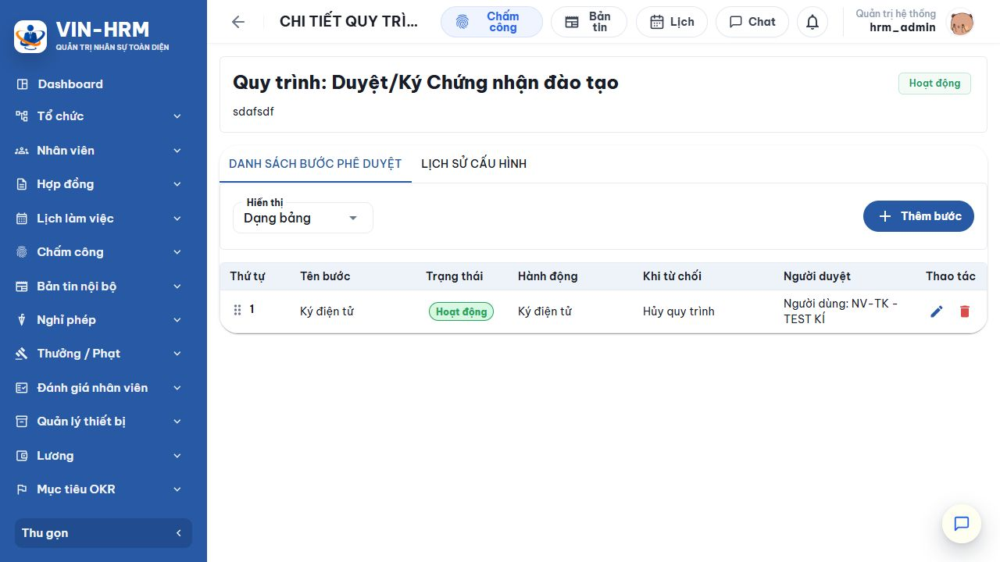 VIN-HRM
QUẢN TRỊ NHÂN SỰ TOÀN DIỆN
Dashboard
Tổ chức
Nhân viên
Hợp đồng
Lịch làm việc
Chấm công
Bản tin nội bộ
Nghỉ phép
Thưởng / Phạt
Đánh giá nhân viên
Quản lý thiết bị
Lương
Mục tiêu OKR
Thu gọn
CHI TIẾT QUY TRÌ...
Chấm
công
Bản
tin
Lịch
Chat
Quản trị hệ thống
hrm_admin
Quy trình: Duyệt/Ký Chứng nhận đào tạo
Hoạt động
sdafsdf
DANH SÁCH BƯỚC PHÊ DUYỆT
LỊCH SỬ CẤU HÌNH
Hiển thị
Dạng bảng
Thêm bước
Thứ tự
Tên bước
Trạng thái
Hành động
Khi từ chối
Người duyệt
Thao tác
1
Ký điện tử
Hoạt động
Ký điện tử
Hủy quy trình
Người dùng: NV-TK -
TEST KÍ